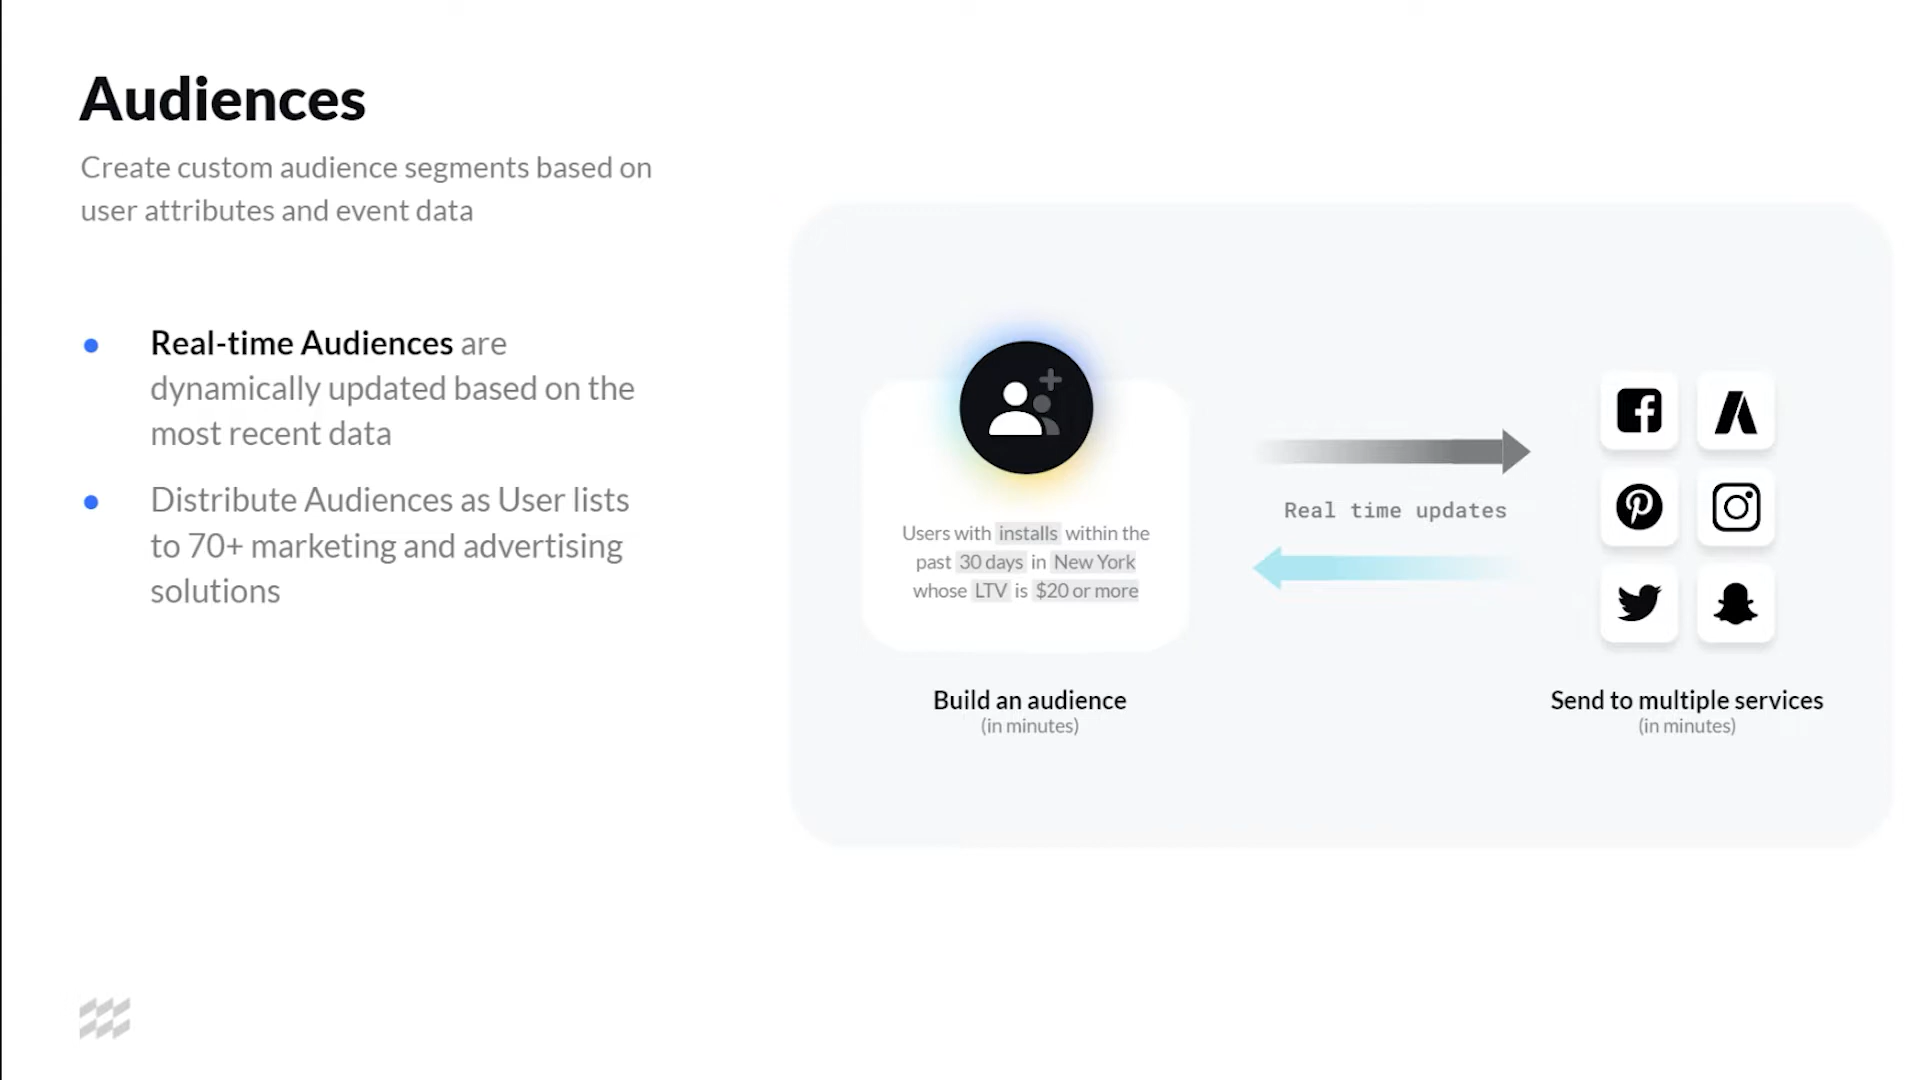 Audiences
Create custom audience segments based on
user attributes and event data
Real-time Audiences are
dynamically updated based on the
most recent data
Distribute Audiences as User lists
to 70+ marketing and advertising
solutions
Users with installs within the
past 30 days in New York
whose LTV is $20 or more
Build an audience
(in minutes)
Real time updates
Send to multiple services
(in minutes)